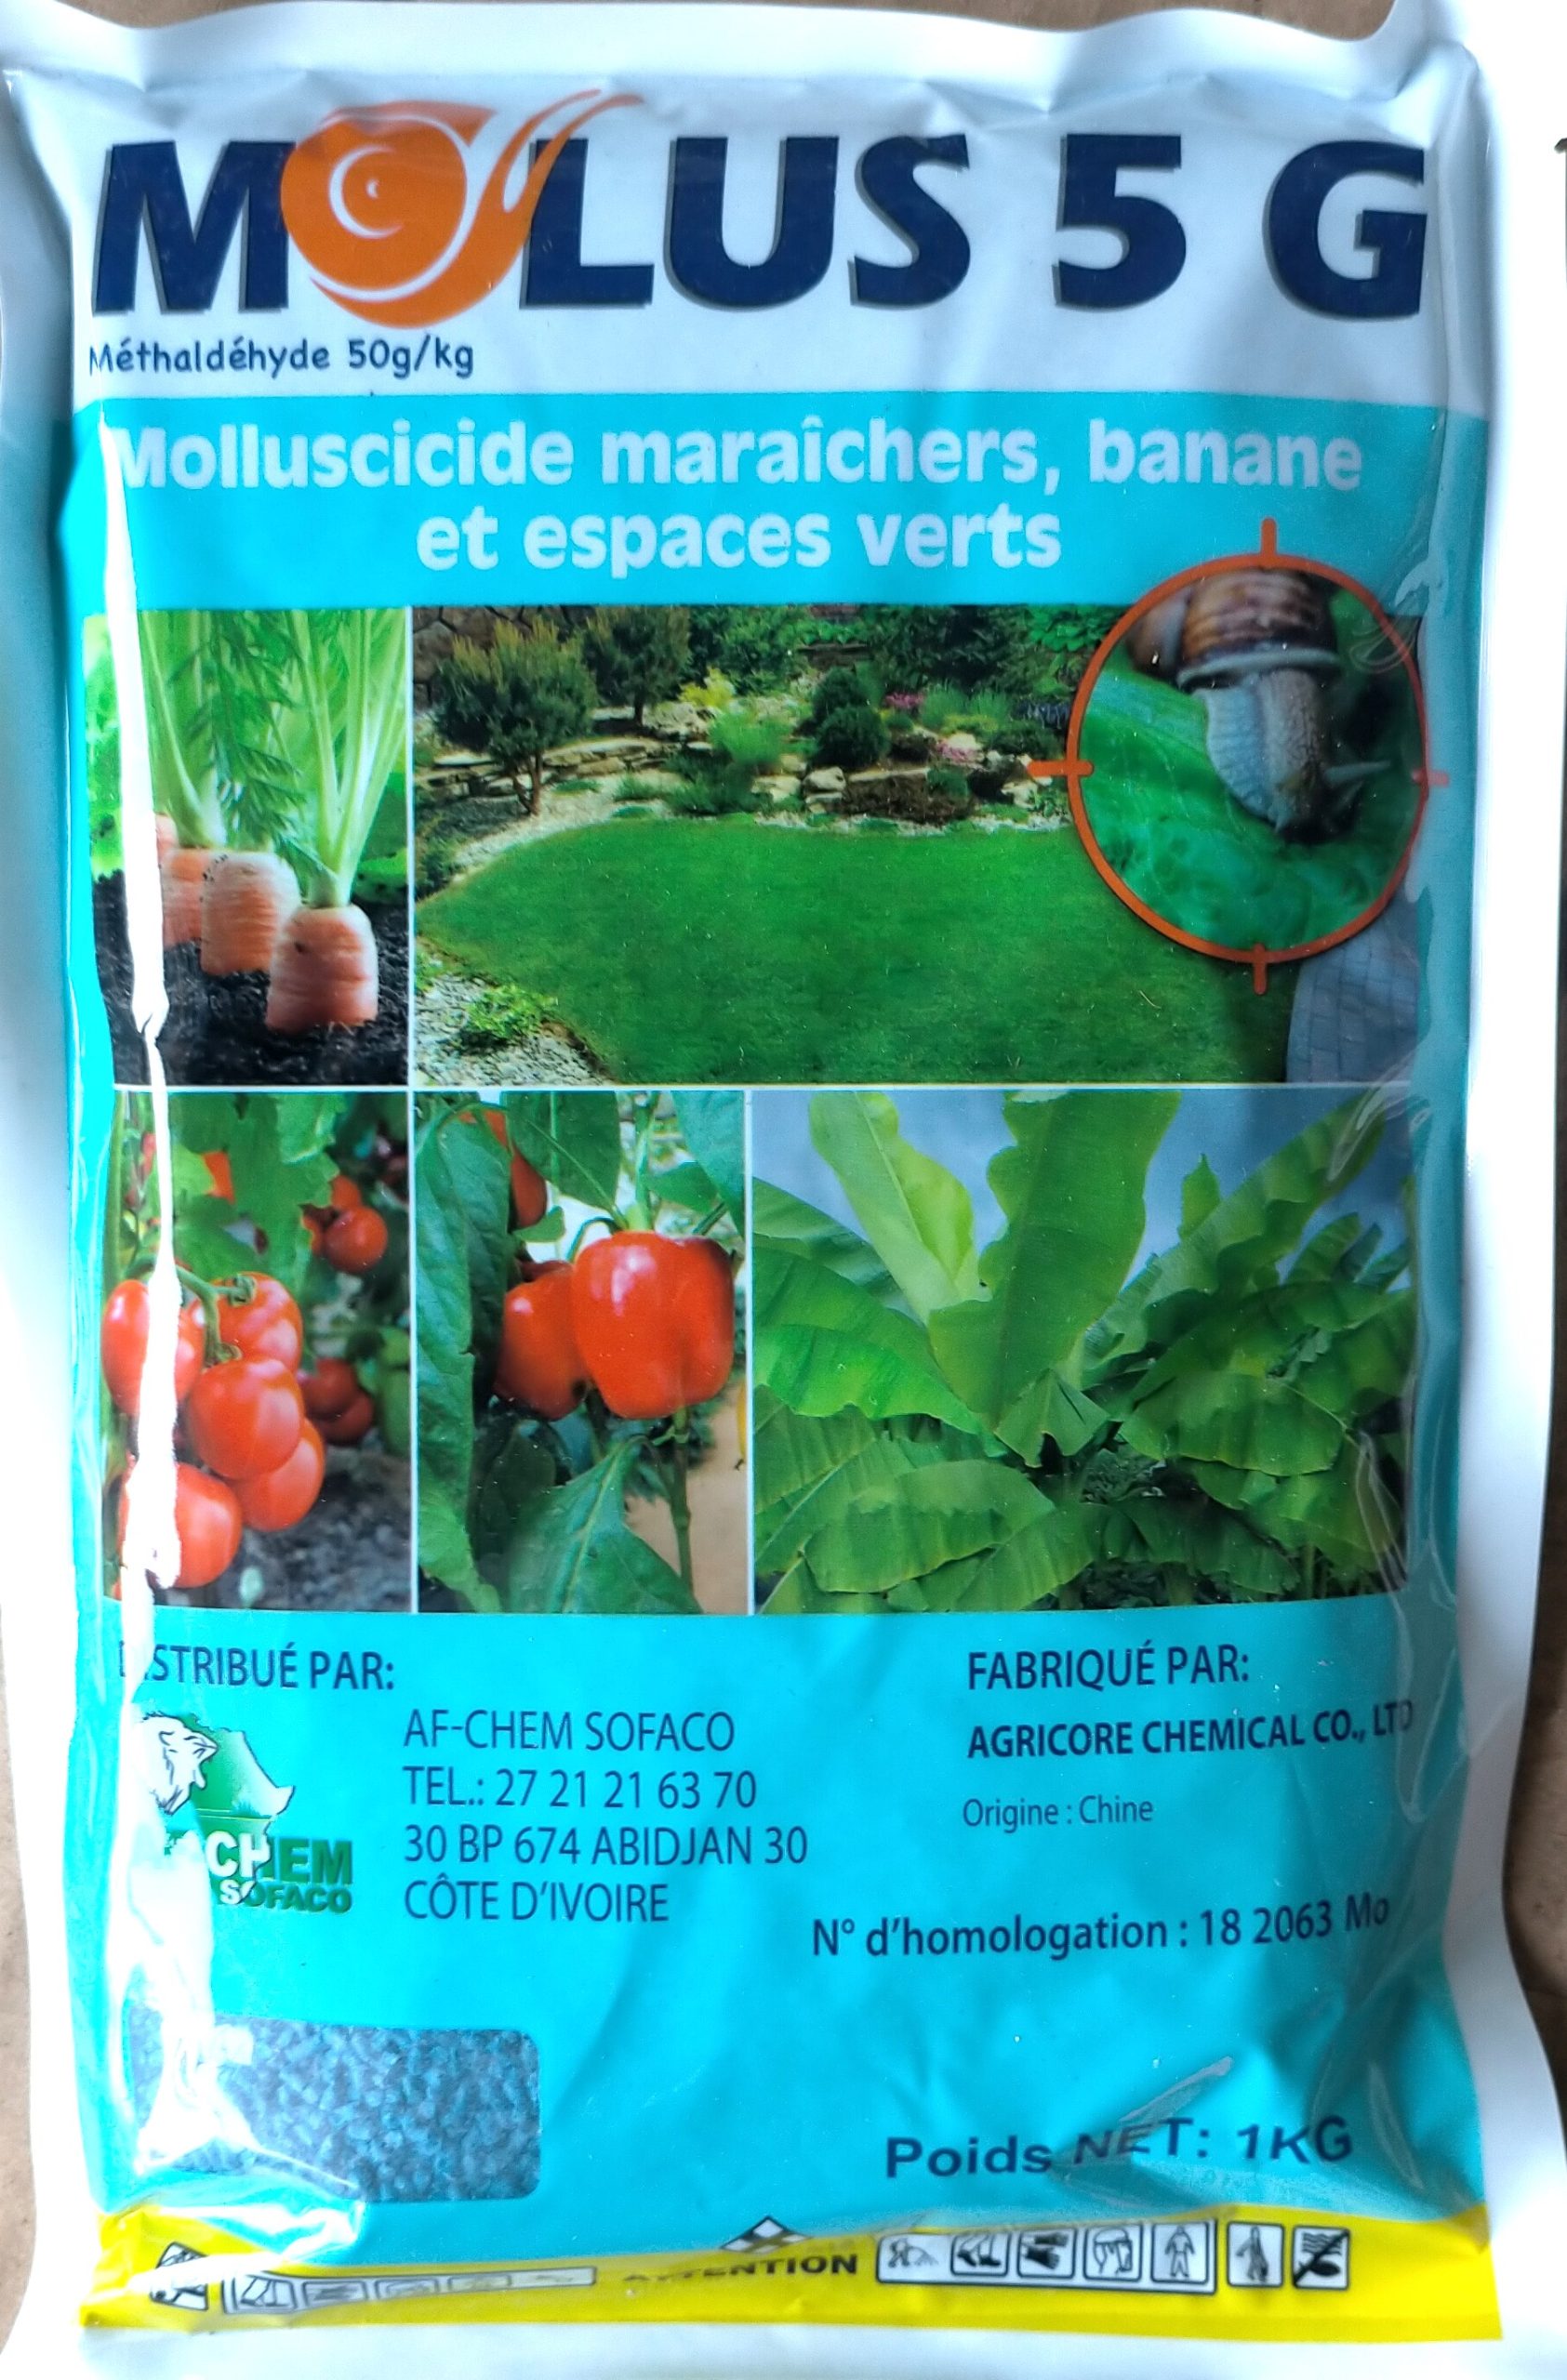 MOLUS 5 G
Méthaldéhyde 50g/kg
Molluscicide maraîchers, banane
et espaces verts
DISTRIBUÉ PAR:
AF-CHEM SOFACO
TEL.: 27 21 21 63 70
30 BP 674 ABIDJAN 30
CÔTE D'IVOIRE
CHEM
SOFACO
FABRIQUÉ PAR:
AGRICORE CHEMICAL CO., LTD
Origine : Chine
N° d'homologation : 18 2063 Mo
Poids NET: 1KG
ATTENTION